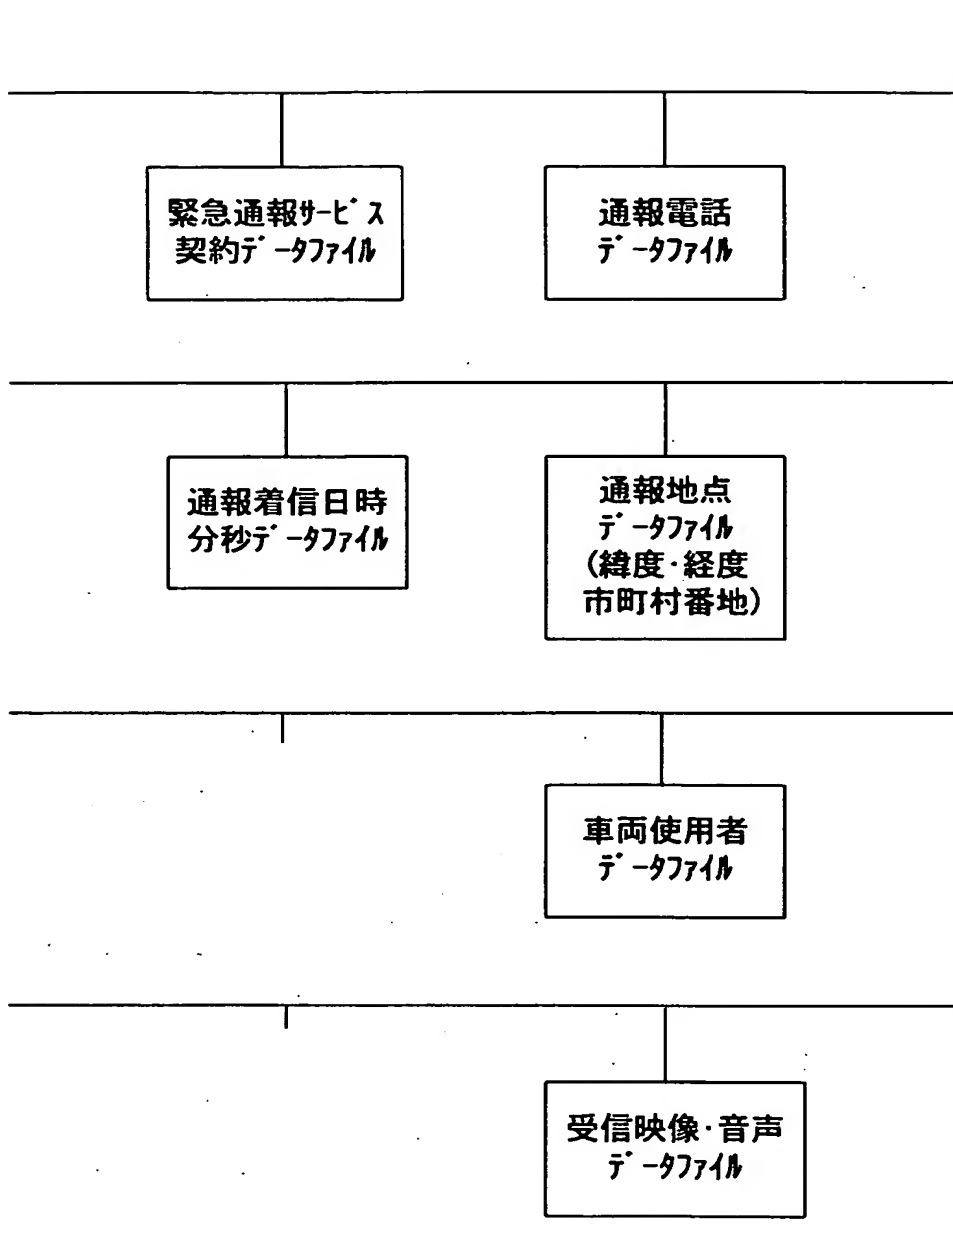 緊急通報ｻｰﾋﾞｽ
契約ﾃﾞｰﾀﾌｧｲﾙ
通報電話
ﾃﾞｰﾀﾌｧｲﾙ
通報着信日時
分秒ﾃﾞｰﾀﾌｧｲﾙ
通報地点
ﾃﾞｰﾀﾌｧｲﾙ
(緯度･経度
市町村番地)
車両使用者
ﾃﾞｰﾀﾌｧｲﾙ
受信映像･音声
ﾃﾞｰﾀﾌｧｲﾙ